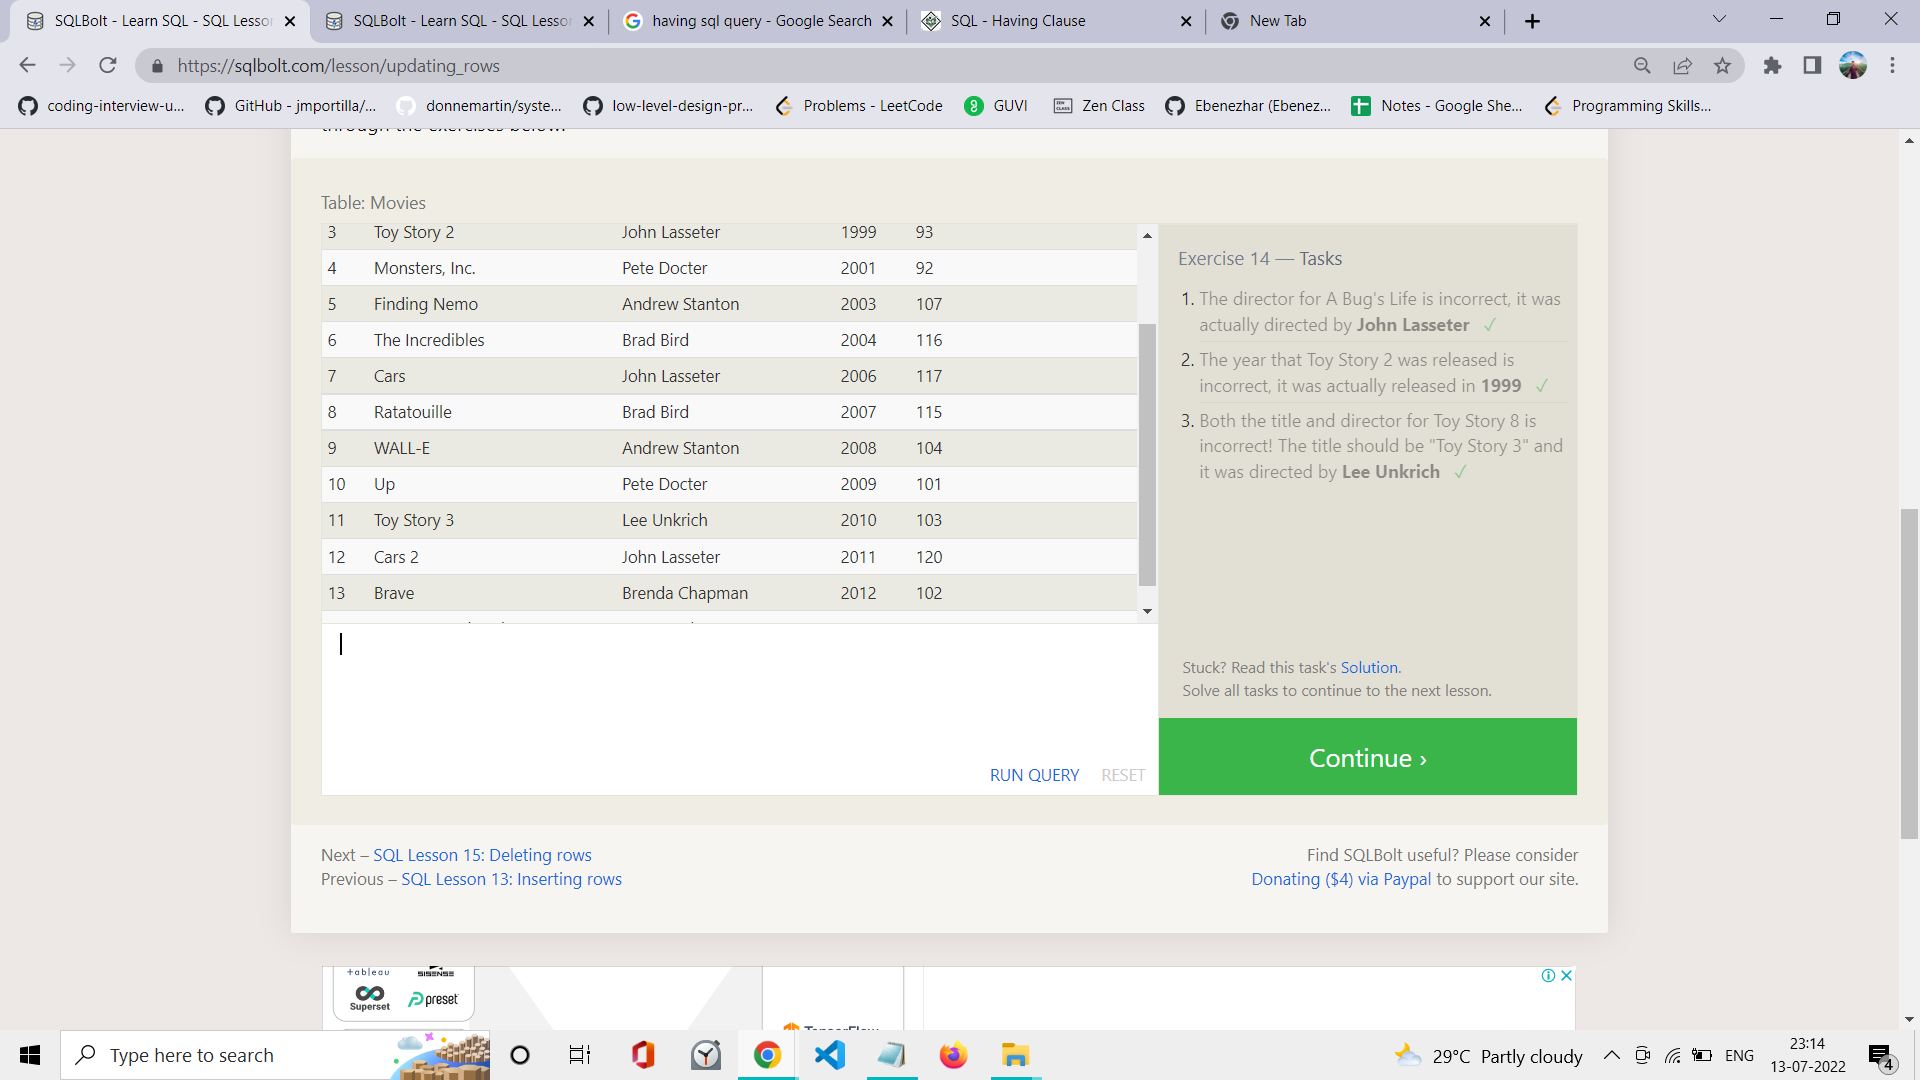 SQLBolt - Learn SQL - SQL Lesson
SQLBolt - Learn SQL - SQL Lesso
having sql query - Google Search
SQL - Having Clause
New Tab
https://sqlbolt.com/lesson/updating_rows
coding-interview-u...
GitHub - jmportilla/...
donnemartin/syste...
low-level-design-pr...
Problems - LeetCode
GUVI
Zen Class
Ebenezhar (Ebenez...
Notes - Google She...
Programming Skills...
through the exercises below.
Table: Movies
3 Toy Story 2 John Lasseter 1999 93
4 Monsters, Inc. Pete Docter 2001 92
5 Finding Nemo Andrew Stanton 2003 107
6 The Incredibles Brad Bird 2004 116
7 Cars John Lasseter 2006 117
8 Ratatouille Brad Bird 2007 115
9 WALL-E Andrew Stanton 2008 104
10 Up Pete Docter 2009 101
11 Toy Story 3 Lee Unkrich 2010 103
12 Cars 2 John Lasseter 2011 120
13 Brave Brenda Chapman 2012 102
RUN QUERY RESET
Exercise 14 — Tasks
1. The director for A Bug's Life is incorrect, it was
actually directed by John Lasseter ✓
2. The year that Toy Story 2 was released is
incorrect, it was actually released in 1999 ✓
3. Both the title and director for Toy Story 8 is
incorrect! The title should be "Toy Story 3" and
it was directed by Lee Unkrich ✓
Stuck? Read this task's Solution.
Solve all tasks to continue to the next lesson.
Continue ›
Next – SQL Lesson 15: Deleting rows
Previous – SQL Lesson 13: Inserting rows
Find SQLBolt useful? Please consider
Donating ($4) via Paypal to support our site.
+ableau
SISENSE
Superset
preset
TensorFlow
Type here to search
29°C Partly cloudy
ENG
23:14
13-07-2022
4